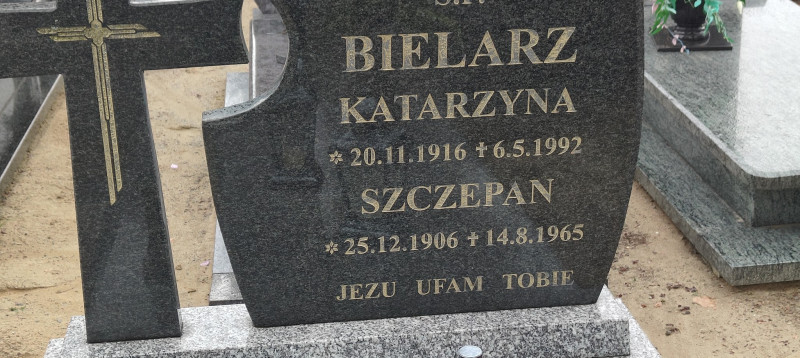 Ś.P.
BIELARZ
KATARZYNA
* 20.11.1916 ✝ 6.5.1992
SZCZEPAN
* 25.12.1906 ✝ 14.8.1965
JEZU UFAM TOBIE